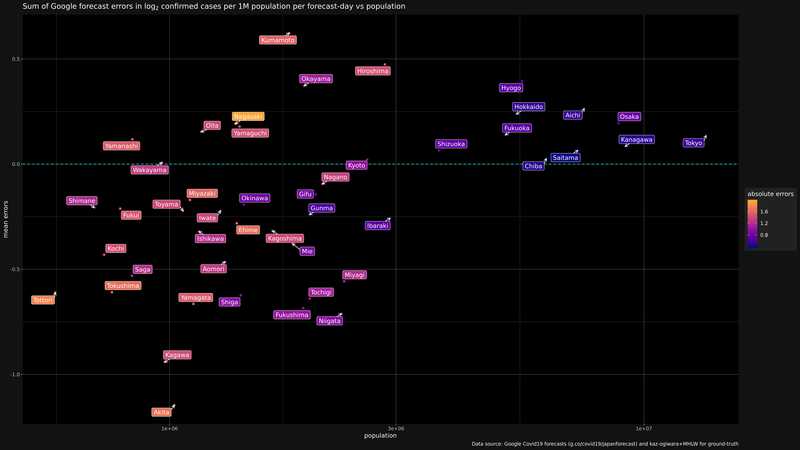 Sum of Google forecast errors in log₂ confirmed cases per 1M population per forecast-day vs population
Kumamoto
0.5
Hiroshima
Okayama
Hyogo
Hokkaido
Nagasaki
Aichi
Osaka
Oita
Fukuoka
Yamaguchi
Kanagawa
Yamanashi
Shizuoka
Tokyo
Saitama
0.0
Kyoto
Chiba
Wakayama
Nagano
absolute errors
Miyazaki
Gifu
Shimane
Okinawa
1.6
Toyama
Gunma
1.2
Fukui
Iwate
0.8
Ibaraki
mean errors
Ehime
Ishikawa
Kagoshima
Kochi
Mie
-0.5
Saga
Aomori
Miyagi
Tokushima
Tochigi
Tottori
Yamagata
Shiga
Fukushima
Niigata
Kagawa
-1.0
Akita
1e+06
3e+06
1e+07
population
Data source: Google Covid19 forecasts (g.co/covid19/japanforecast) and kaz-ogiwara+MHLW for ground-truth